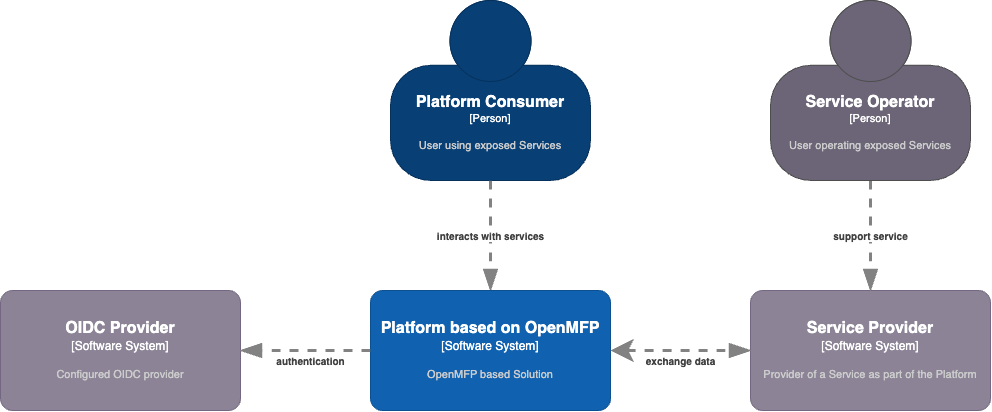 Platform Consumer
[Person]
User using exposed Services
Service Operator
[Person]
User operating exposed Services
interacts with services
support service
OIDC Provider
[Software System]
Configured OIDC provider
authentication
Platform based on OpenMFP
[Software System]
OpenMFP based Solution
exchange data
Service Provider
[Software System]
Provider of a Service as part of the Platform